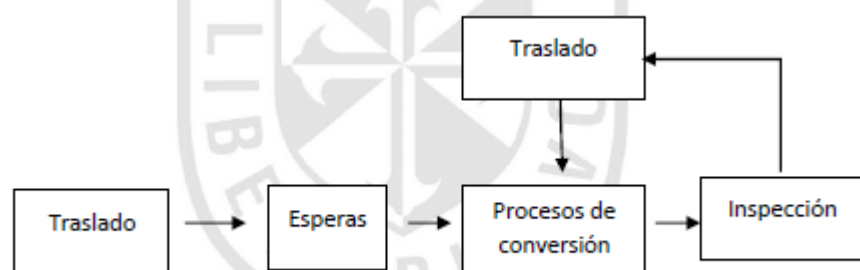 Traslado
Traslado
Esperas
Procesos de
conversión
Inspección